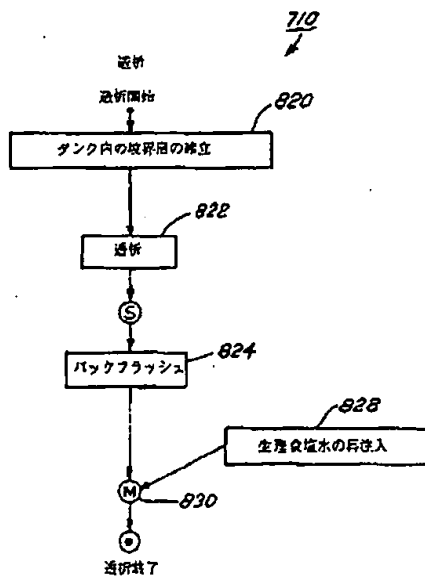 710
透析
透析開始
820
タンク内の境界層の確立
822
透析
S
824
バックフラッシュ
828
生理食塩水の再導入
M
830
透析終了